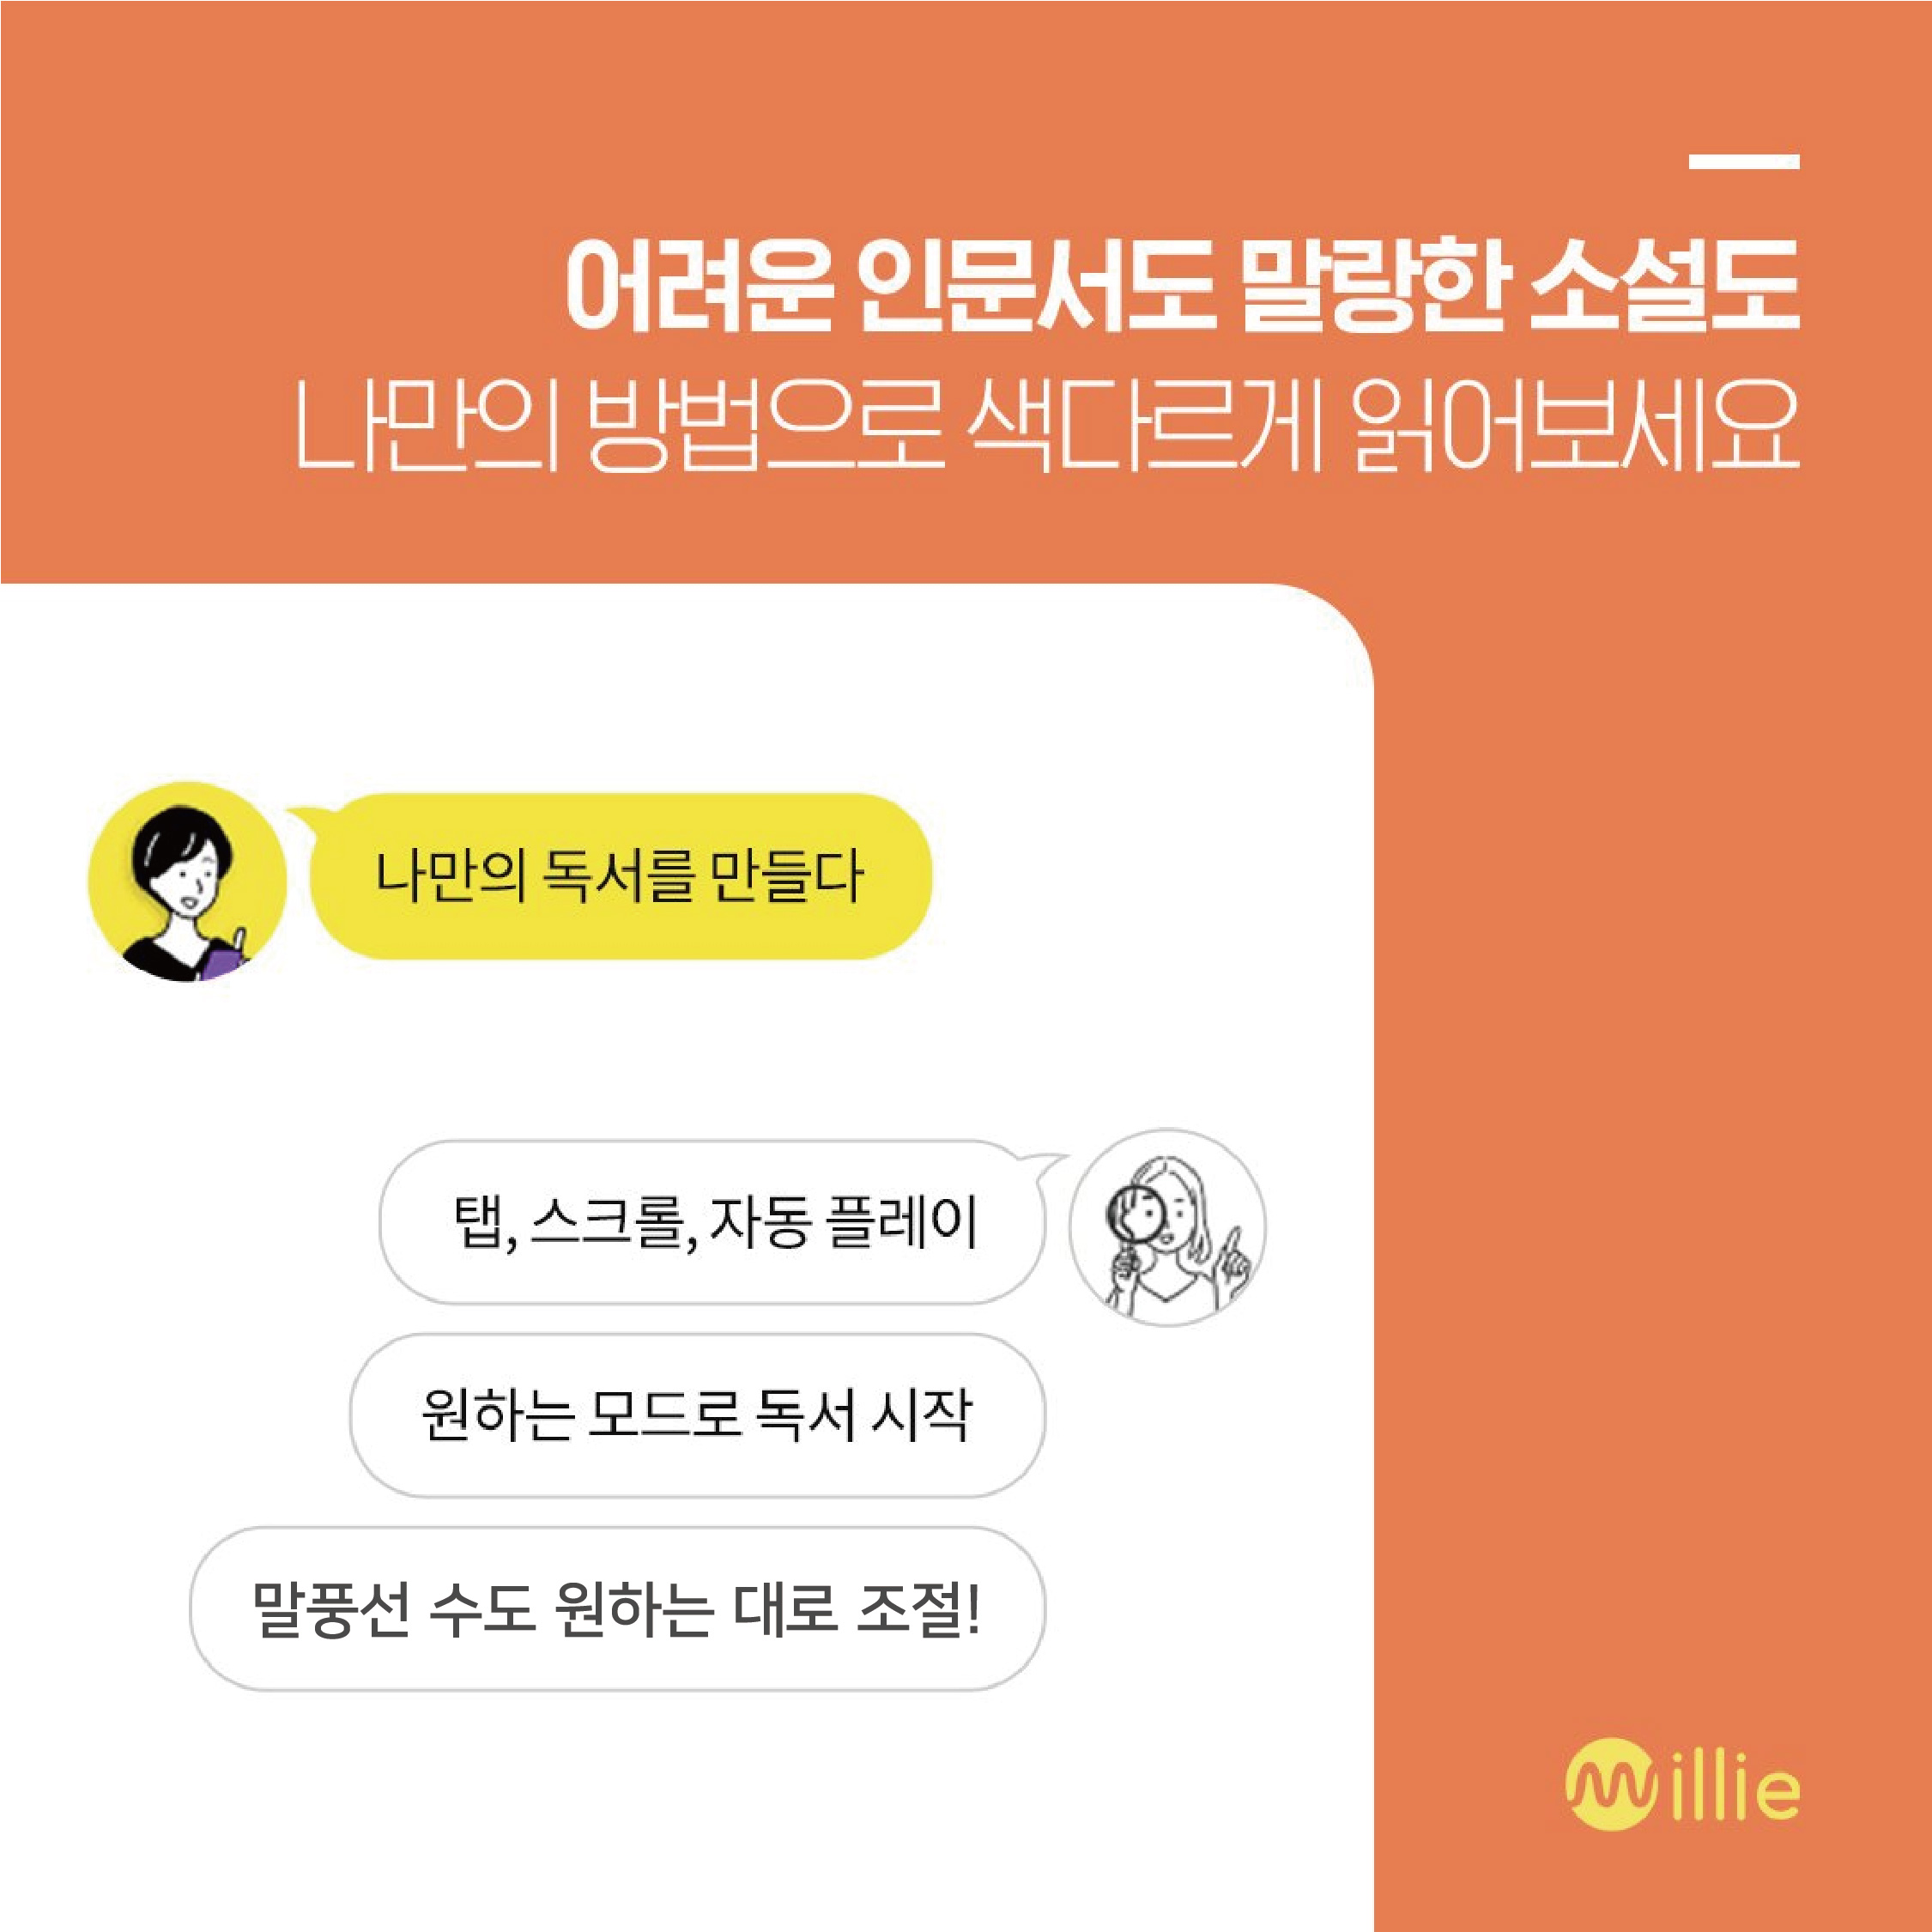 어려운 인문서도 말랑한 소설도
나만의 방법으로 색다르게 읽어보세요
나만의 독서를 만들다
탭, 스크롤, 자동 플레이
원하는 모드로 독서 시작
말풍선 수도 원하는 대로 조절!
Millie